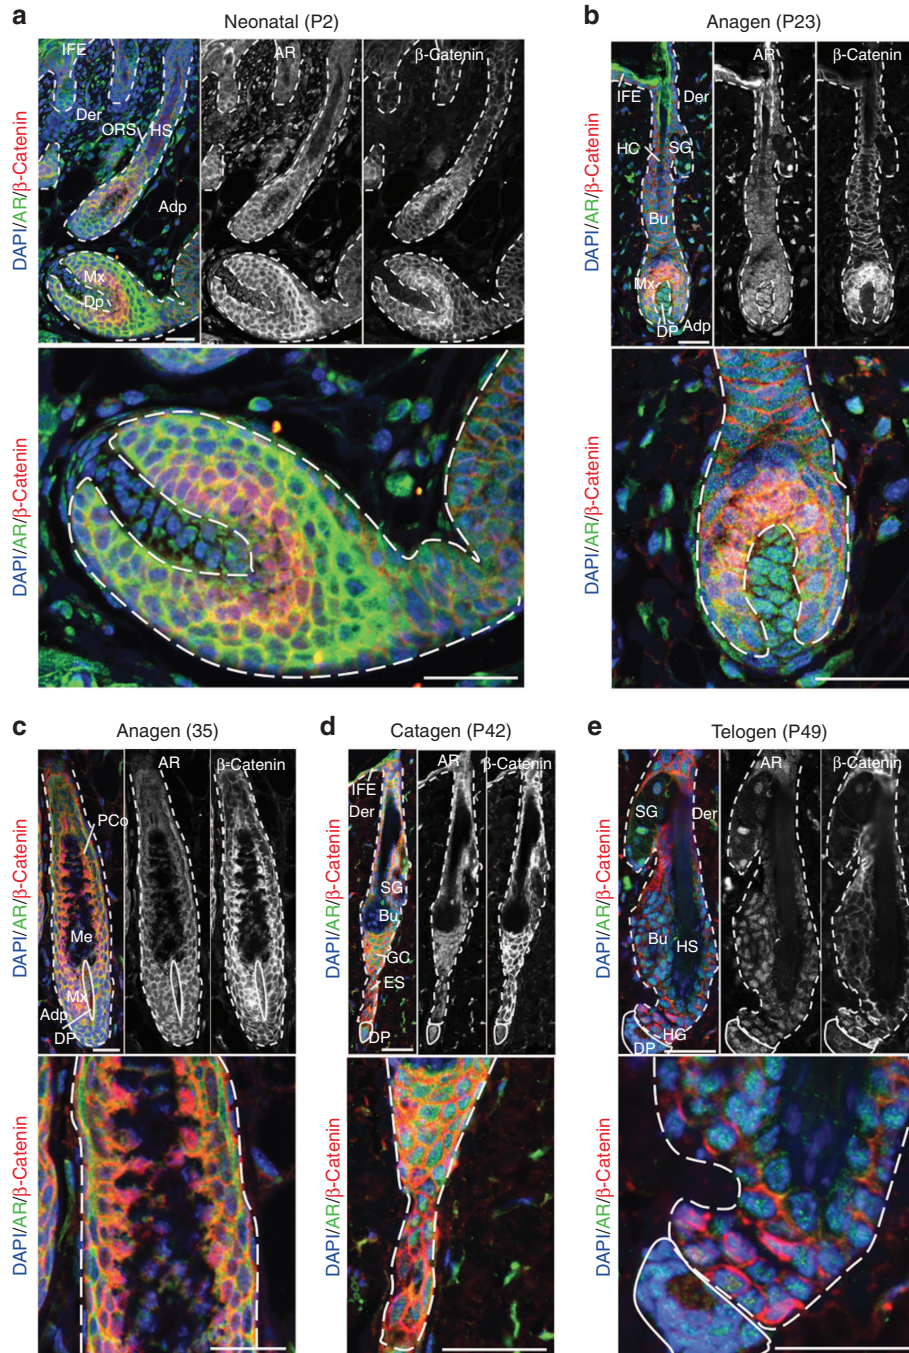 a
Neonatal (P2)
DAPI/AR/β-Catenin
IFE
AR
β-Catenin
Der
ORS
HS
Adp
Mx
Dp
DAPI/AR/β-Catenin
b
Anagen (P23)
DAPI/AR/β-Catenin
AR
β-Catenin
IFE
Der
HC
SG
Bu
Mx
DP
Adp
DAPI/AR/β-Catenin
c
Anagen (35)
DAPI/AR/β-Catenin
AR
β-Catenin
PCo
Me
Mx
Adp
DP
DAPI/AR/β-Catenin
d
Catagen (P42)
DAPI/AR/β-Catenin
AR
β-Catenin
IFE
Der
SG
Bu
GC
ES
DP
DAPI/AR/β-Catenin
e
Telogen (P49)
DAPI/AR/β-Catenin
AR
β-Catenin
SG
Der
Bu
HS
HG
DP
DAPI/AR/β-Catenin